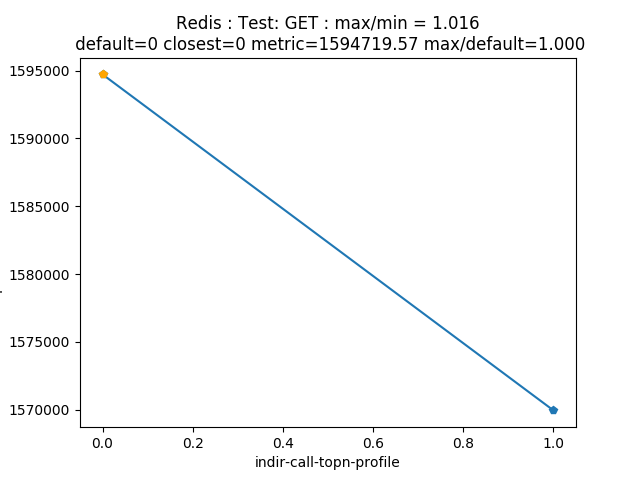 Redis : Test: GET : max/min = 1.016
default=0 closest=0 metric=1594719.57 max/default=1.000
1595000
1590000
1585000
1580000
1575000
1570000
0.0 0.2 0.4 0.6 0.8 1.0
indir-call-topn-profile